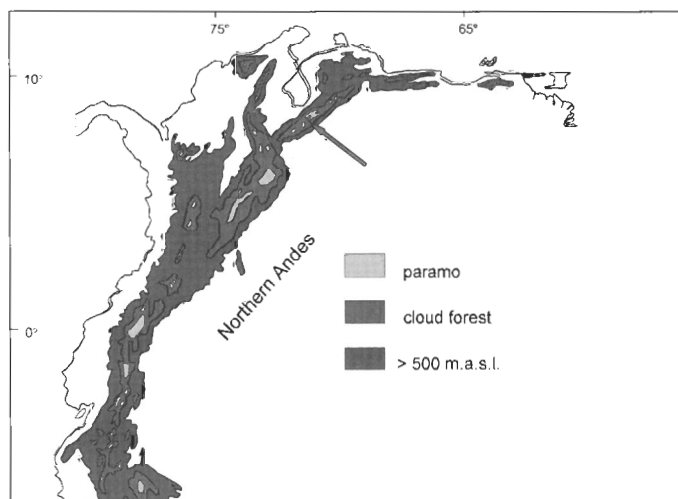 75° 65°
10°
Northern Andes
paramo
cloud forest
0°
> 500 m.a.s.l.